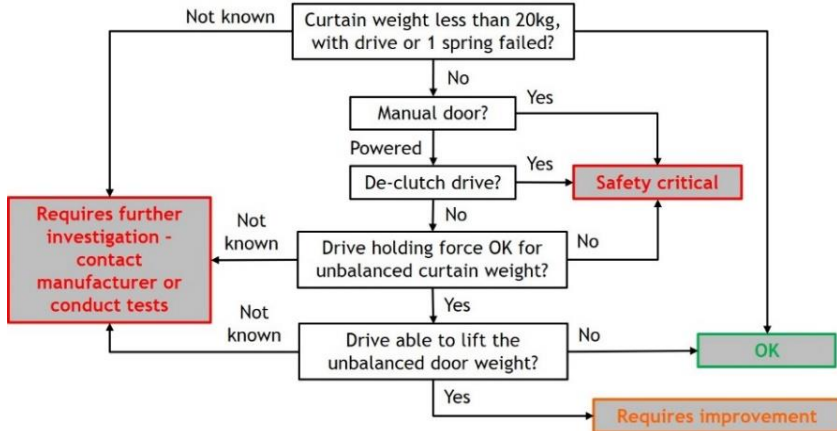 Not known
Curtain weight less than 20kg,
with drive or 1 spring failed?
No
Manual door?
Yes
Powered
De-clutch drive?
Yes
Safety critical
No
Requires further
investigation -
contact
manufacturer or
conduct tests
Not
known
Drive holding force OK for
unbalanced curtain weight?
No
Yes
Not
known
Drive able to lift the
unbalanced door weight?
No
OK
Yes
Requires improvement